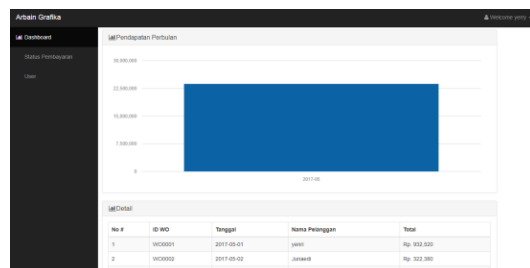 Arbain Grafika
Welcome yeny
Dashboard
Status Pembayaran
User
Pendapatan Perbulan
30,000,000
22,500,000
15,000,000
7,500,000
0
2017-05
Detail
No # ID WO Tanggal Nama Pelanggan Total
1 WO0001 2017-05-01 Rp. 932,520
2 WO0002 2017-05-02 Junaedi Rp. 322,380